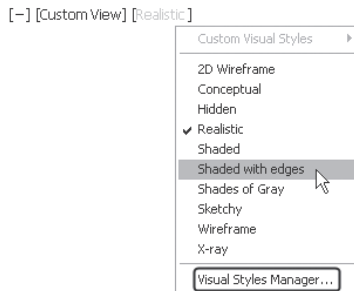 [−] [Custom View] [Realistic]
Custom Visual Styles
2D Wireframe
Conceptual
Hidden
Realistic
Shaded
Shaded with edges
Shades of Gray
Sketchy
Wireframe
X-ray
Visual Styles Manager...